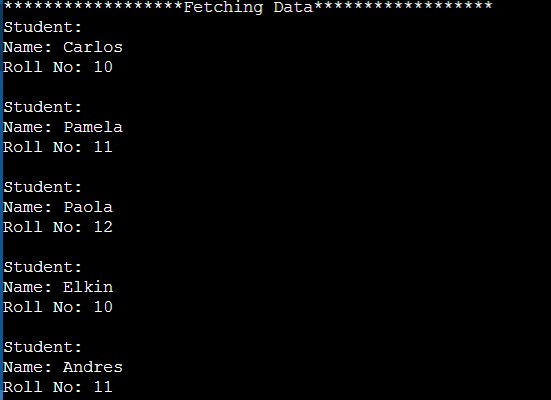 ******************Fetching Data******************
Student:
Name: Carlos
Roll No: 10
Student:
Name: Pamela
Roll No: 11
Student:
Name: Paola
Roll No: 12
Student:
Name: Elkin
Roll No: 10
Student:
Name: Andres
Roll No: 11